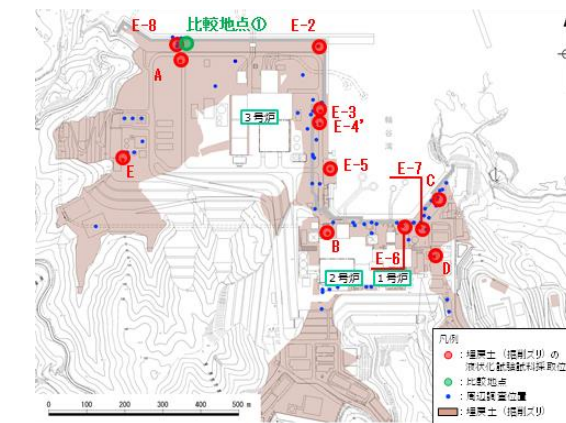 E-8
比較地点①
E-2
A
3号炉
E-3
E-4'
E-5
E
E-7
C
B
E-6
D
2号炉
1号炉
凡例
：埋戻土（掘削ズリ）の
液状化試験試料採取位
：比較地点
：周辺調査位置
：埋戻土（掘削ズリ）
0 100 200 300 400 500 m